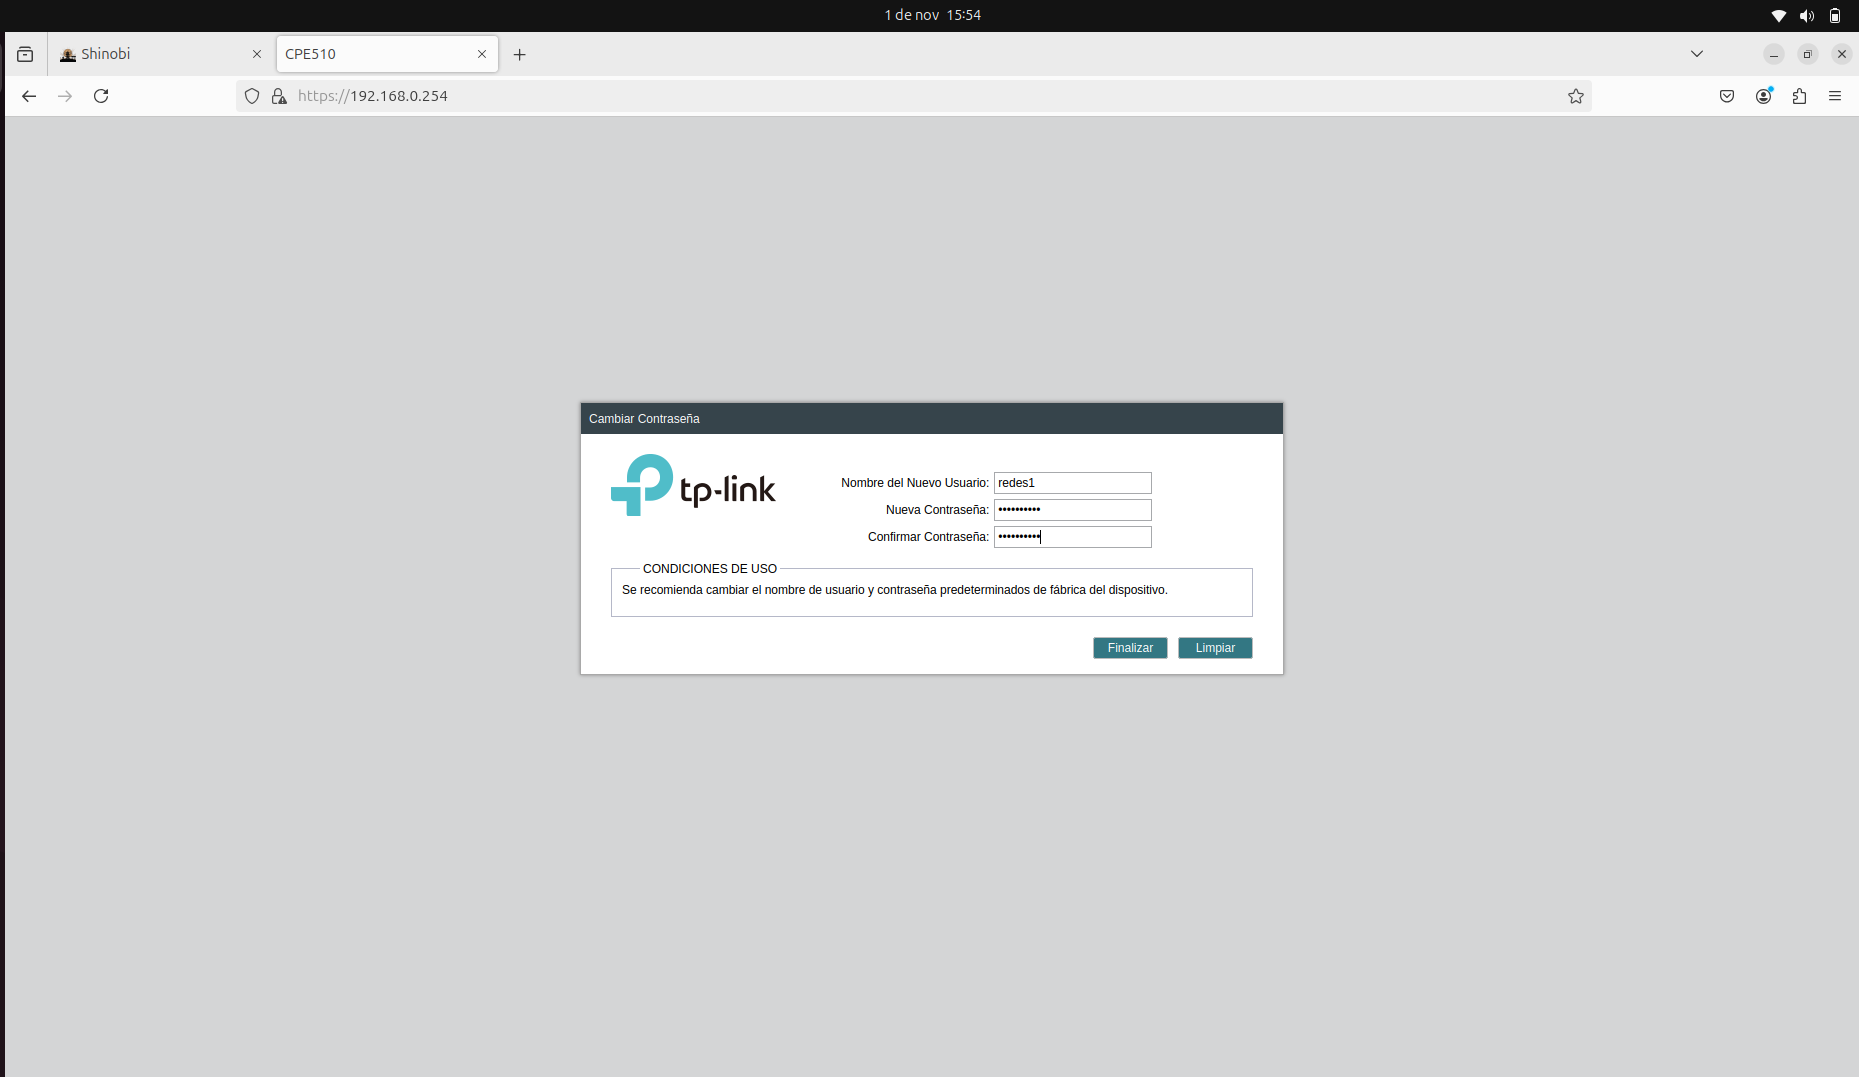 1 de nov 15:54
Shinobi
CPE510
https://192.168.0.254
Cambiar Contraseña
tp-link
Nombre del Nuevo Usuario: redes1
Nueva Contraseña: ••••••••••
Confirmar Contraseña: ••••••••••
CONDICIONES DE USO
Se recomienda cambiar el nombre de usuario y contraseña predeterminados de fábrica del dispositivo.
Finalizar Limpiar